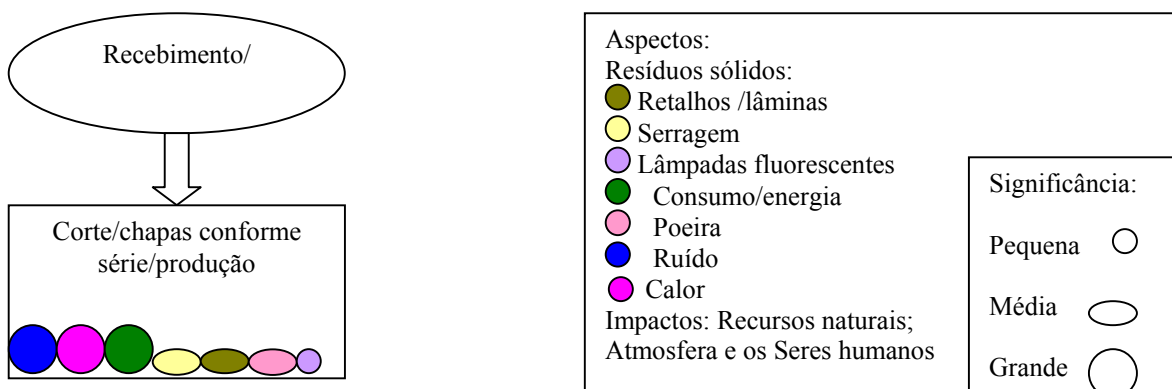 Recebimento/
Corte/chapas conforme
série/produção
Aspectos:
Resíduos sólidos:
Retalhos /lâminas
Serragem
Lâmpadas fluorescentes
Consumo/energia
Poeira
Ruído
Calor
Impactos: Recursos naturais;
Atmosfera e os Seres humanos
Significância:
Pequena
Média
Grande